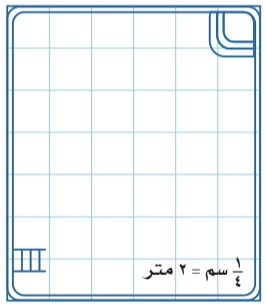 ١/٤ سم = ٢ متر